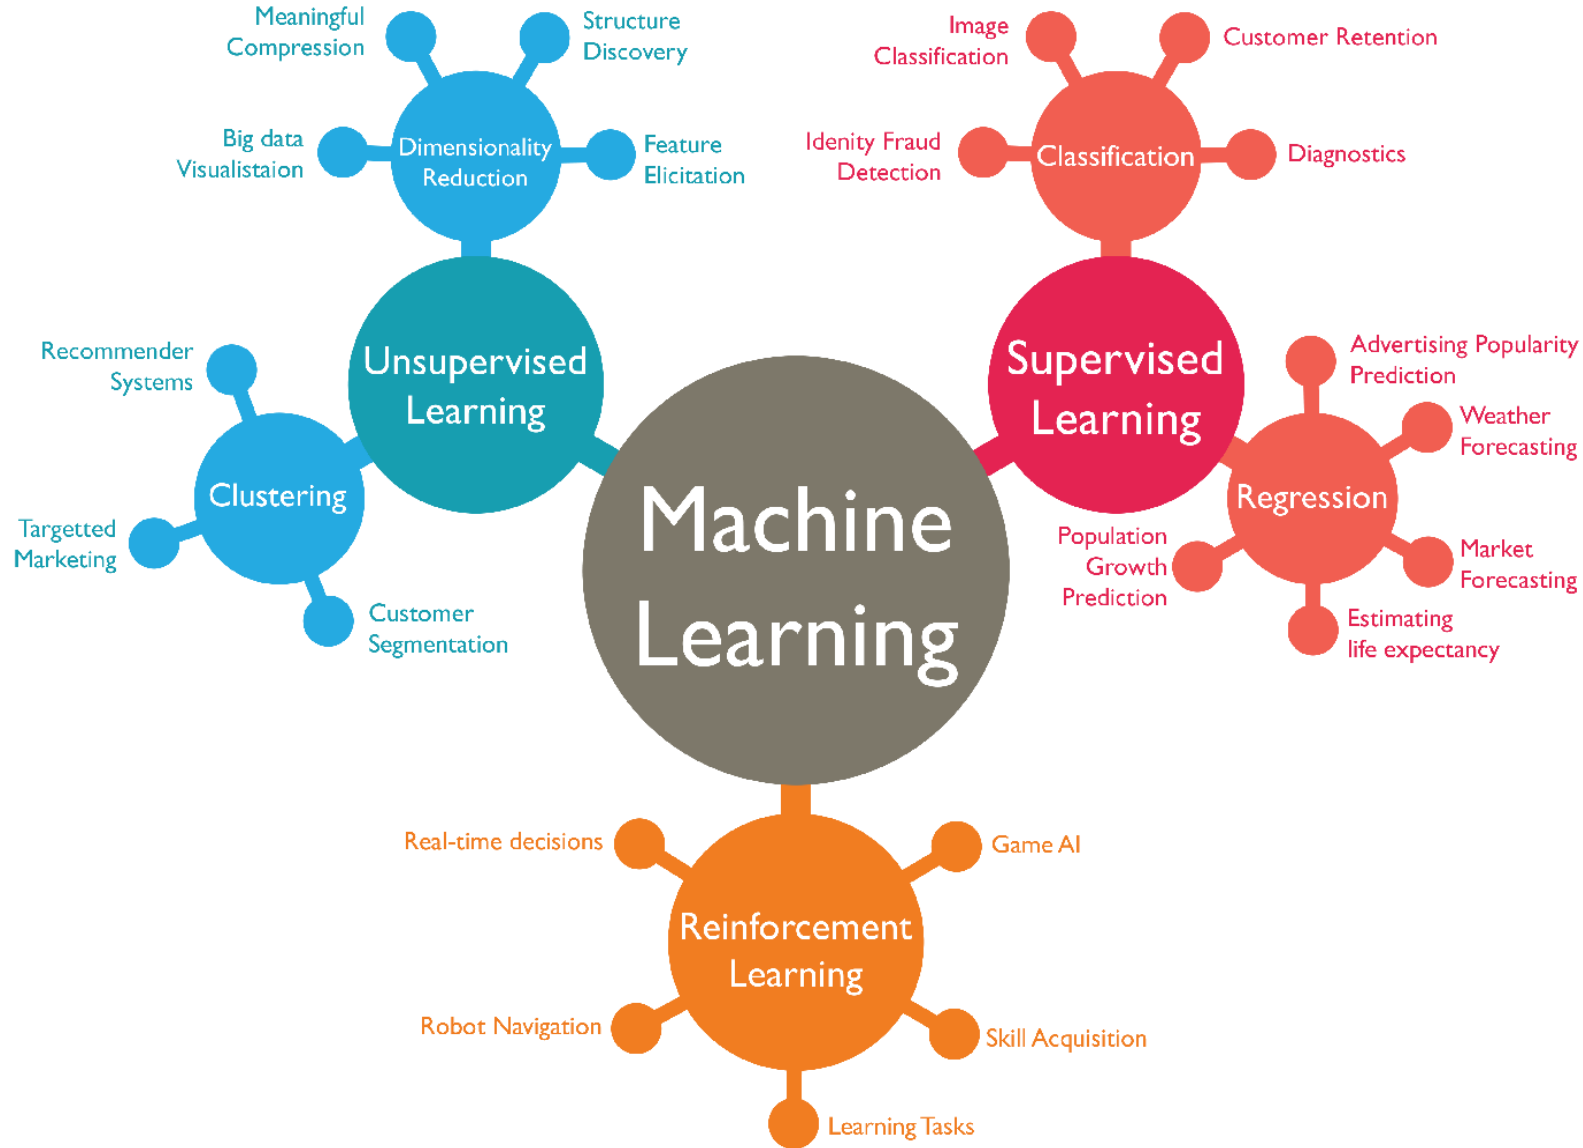 Meaningful
Compression
Structure
Discovery
Big data
Visualistaion
Dimensionality
Reduction
Feature
Elicitation
Image
Classification
Customer Retention
Idenity Fraud
Detection
Classification
Diagnostics
Unsupervised
Learning
Recommender
Systems
Clustering
Targetted
Marketing
Customer
Segmentation
Machine
Learning
Supervised
Learning
Advertising Popularity
Prediction
Weather
Forecasting
Regression
Population
Growth
Prediction
Market
Forecasting
Estimating
life expectancy
Real-time decisions
Game AI
Reinforcement
Learning
Robot Navigation
Skill Acquisition
Learning Tasks